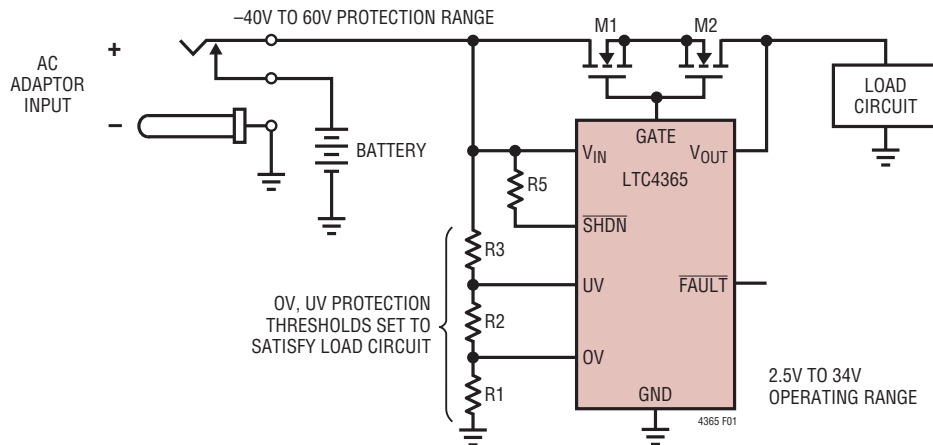 –40V TO 60V PROTECTION RANGE
M1
M2
+
AC
ADAPTOR
INPUT
–
BATTERY
LOAD
CIRCUIT
GATE
VIN
VOUT
LTC4365
R5
SHDN
R3
UV
FAULT
R2
OV, UV PROTECTION
THRESHOLDS SET TO
SATISFY LOAD CIRCUIT
OV
R1
GND
2.5V TO 34V
OPERATING RANGE
4365 F01